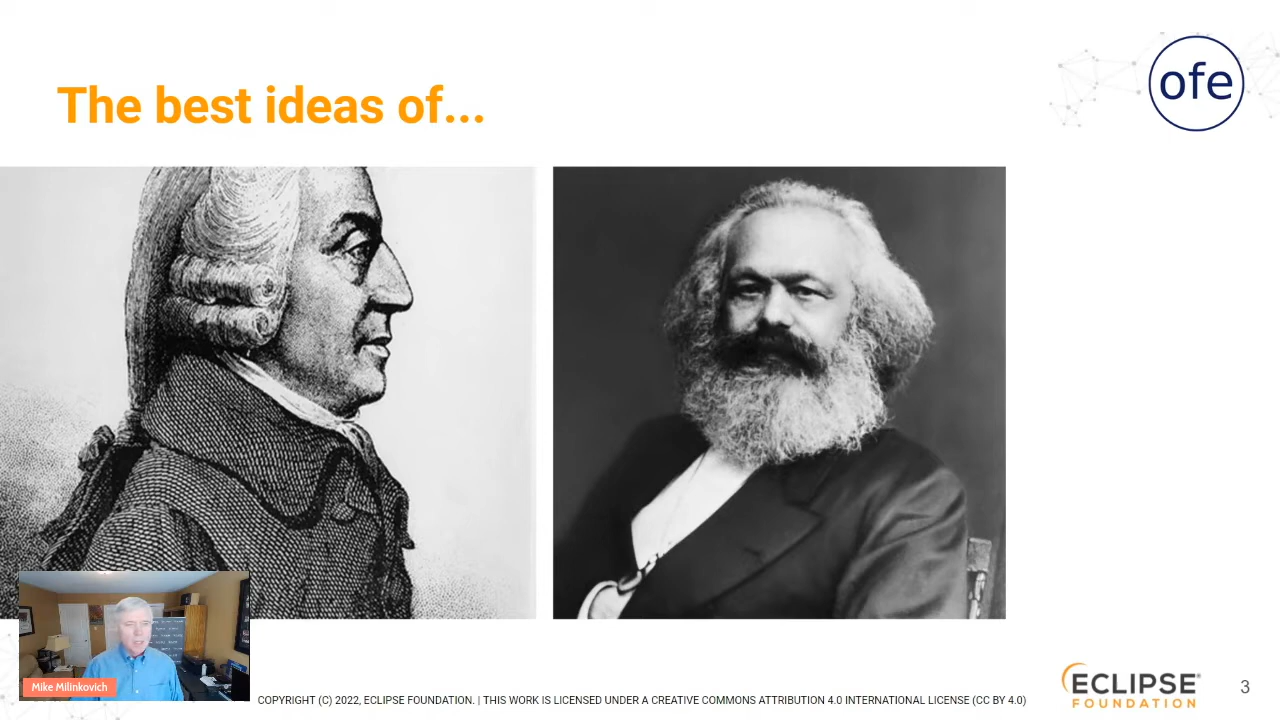 The best ideas of...
ofe
Mike Milinkovich
COPYRIGHT (C) 2022, ECLIPSE FOUNDATION. | THIS WORK IS LICENSED UNDER A CREATIVE COMMONS ATTRIBUTION 4.0 INTERNATIONAL LICENSE (CC BY 4.0)
ECLIPSE®
FOUNDATION
3